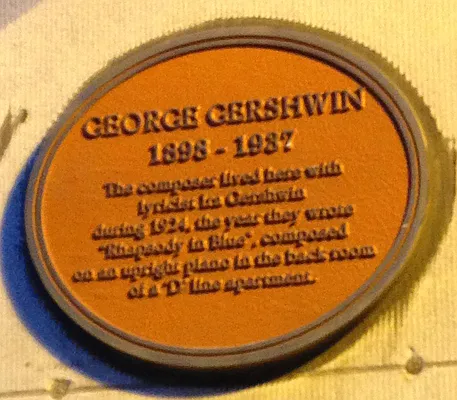 GEORGE GERSHWIN
1898 - 1937
The composer lived here with
lyricist Ira Gershwin
during 1924, the year they wrote
"Rhapsody in Blue", composed
on an upright piano in the back room
of a 'D' line apartment.